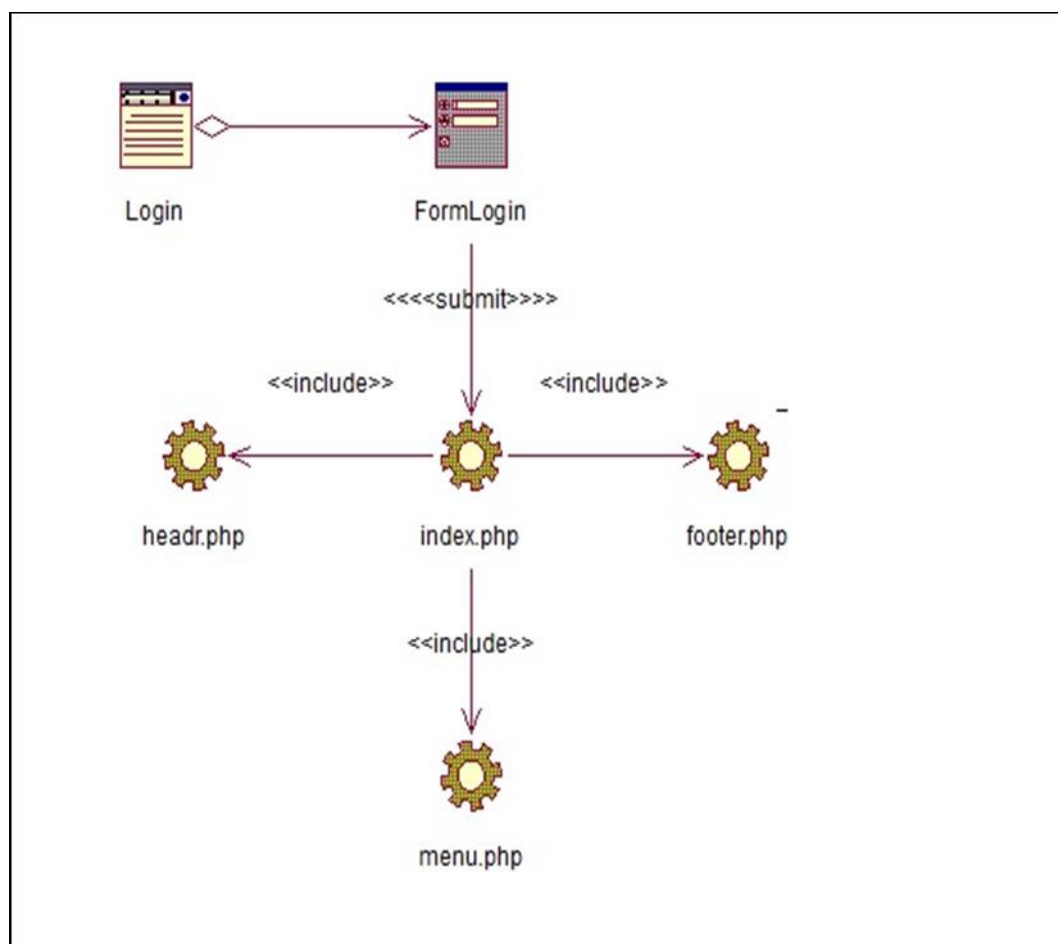 Login
FormLogin
<<<<submit>>>>
<<include>>
<<include>>
headr.php
index.php
footer.php
<<include>>
menu.php